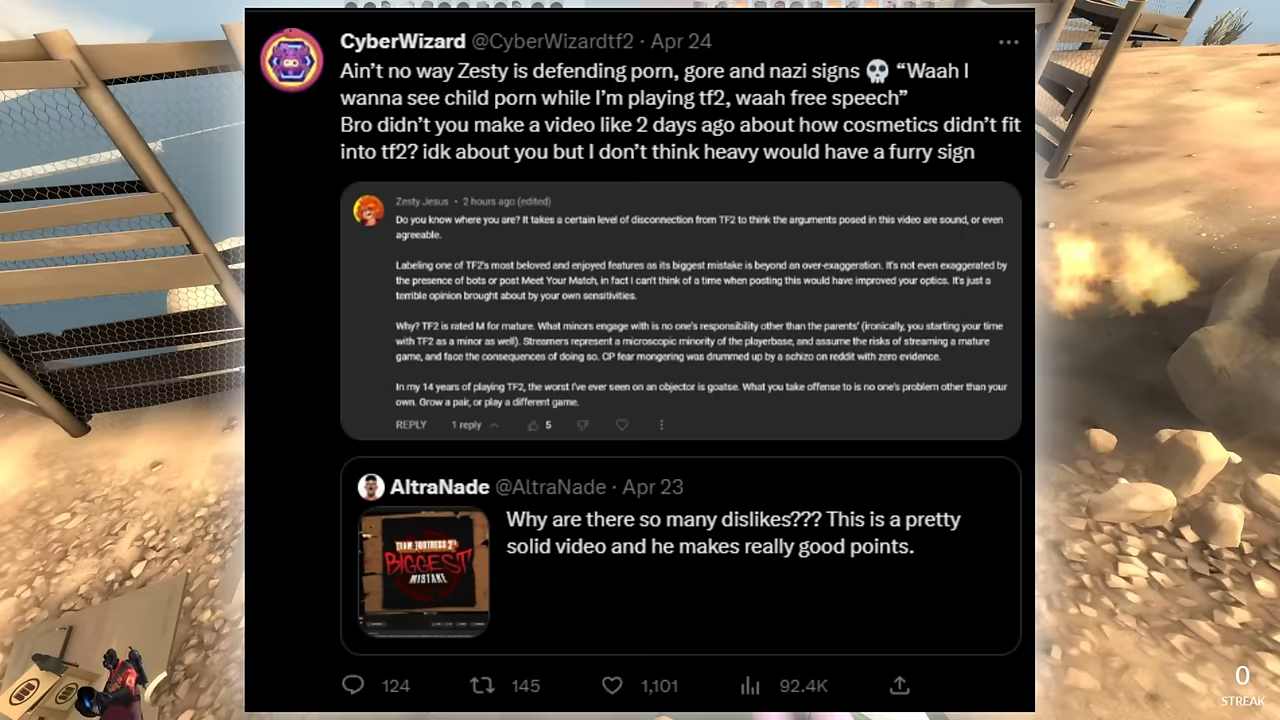 CyberWizard @CyberWizardtf2 · Apr 24
Ain't no way Zesty is defending porn, gore and nazi signs 💀 “Waah I
wanna see child porn while I'm playing tf2, waah free speech”
Bro didn't you make a video like 2 days ago about how cosmetics didn't fit
into tf2? idk about you but I don't think heavy would have a furry sign
Zesty Jesus • 2 hours ago (edited)
Do you know where you are? It takes a certain level of disconnection from TF2 to think the arguments posed in this video are sound, or even
agreeable.
Labeling one of TF2's most beloved and enjoyed features as its biggest mistake is beyond an over-exaggeration. It's not even exaggerated by
the presence of bots or post Meet Your Match, in fact I can't think of a time when posting this would have improved your optics. It's just a
terrible opinion brought about by your own sensitivities.
Why? TF2 is rated M for mature. What minors engage with is no one's responsibility other than the parents' (ironically, you starting your time
with TF2 as a minor as well). Streamers represent a microscopic minority of the playerbase, and assume the risks of streaming a mature
game, and face the consequences of doing so. CP fear mongering was drummed up by a schizo on reddit with zero evidence.
In my 14 years of playing TF2, the worst I've ever seen on an objector is goatse. What you take offense to is no one's problem other than your
own. Grow a pair, or play a different game.
REPLY 1 reply 5
AltraNade @AltraNade · Apr 23
Why are there so many dislikes??? This is a pretty
solid video and he makes really good points.
TEAM FORTRESS 2'S
BIGGEST
MISTAKE
124 145 1,101 92.4K
0
STREAK